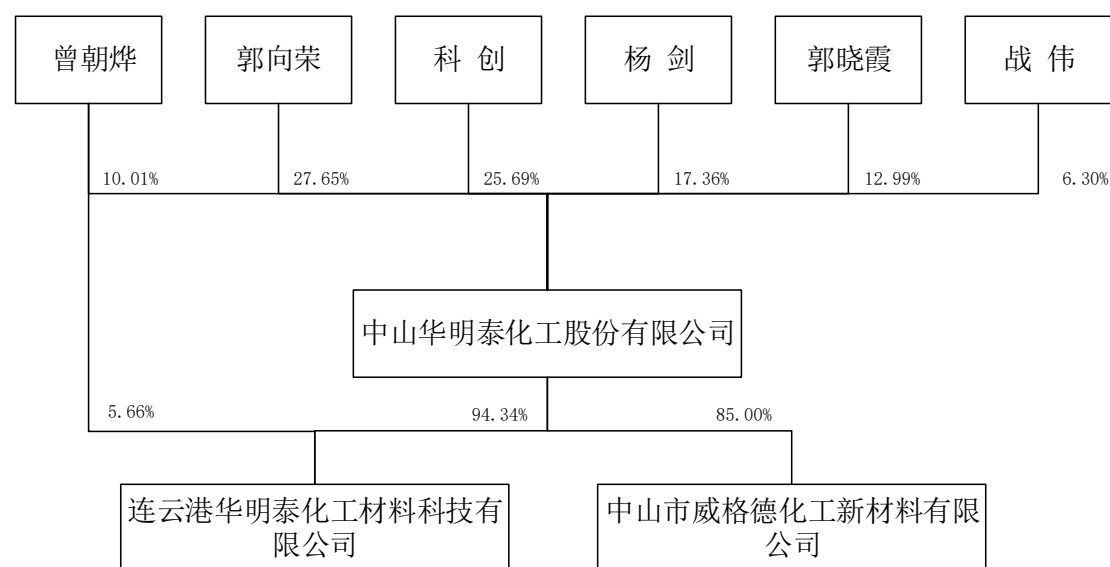 曾朝烨
郭向荣
科 创
杨 剑
郭晓霞
战 伟
10.01%
27.65%
25.69%
17.36%
12.99%
6.30%
中山华明泰化工股份有限公司
5.66%
94.34%
85.00%
连云港华明泰化工材料科技有
限公司
中山市威格德化工新材料有限
公司